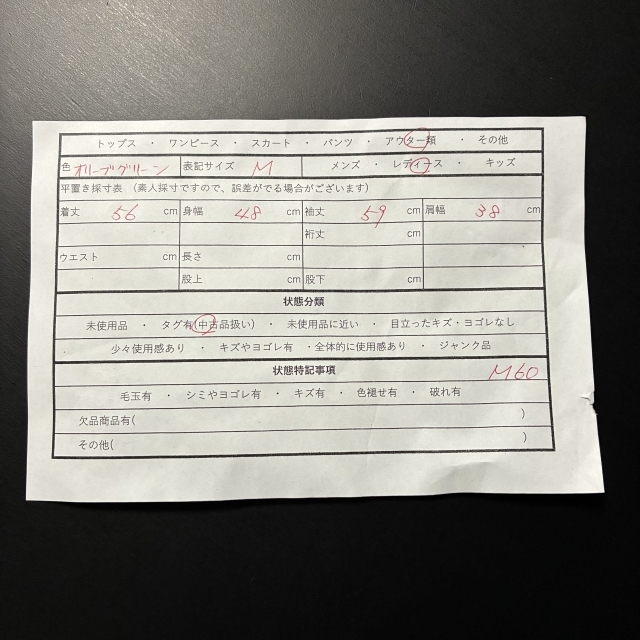 トップス ・ ワンピース ・ スカート ・ パンツ ・ アウター類 ・ その他
色 オリーブグリーン 表記サイズ M メンズ ・ レディース ・ キッズ
平置き採寸表 (素人採寸ですので、誤差がでる場合がございます)
着丈 56 cm 身幅 48 cm 袖丈 59 cm 肩幅 38 cm
裄丈 cm
ウエスト cm 長さ
股上 cm 股下 cm
状態分類
未使用品 ・ タグ有(中古品扱い) ・ 未使用品に近い ・ 目立ったキズ・ヨゴレなし
少々使用感あり ・ キズやヨゴレ有 ・全体的に使用感あり ・ ジャンク品
状態特記事項
M60
毛玉有 ・ シミやヨゴレ有 ・ キズ有 ・ 色褪せ有 ・ 破れ有
欠品商品有( )
その他( )